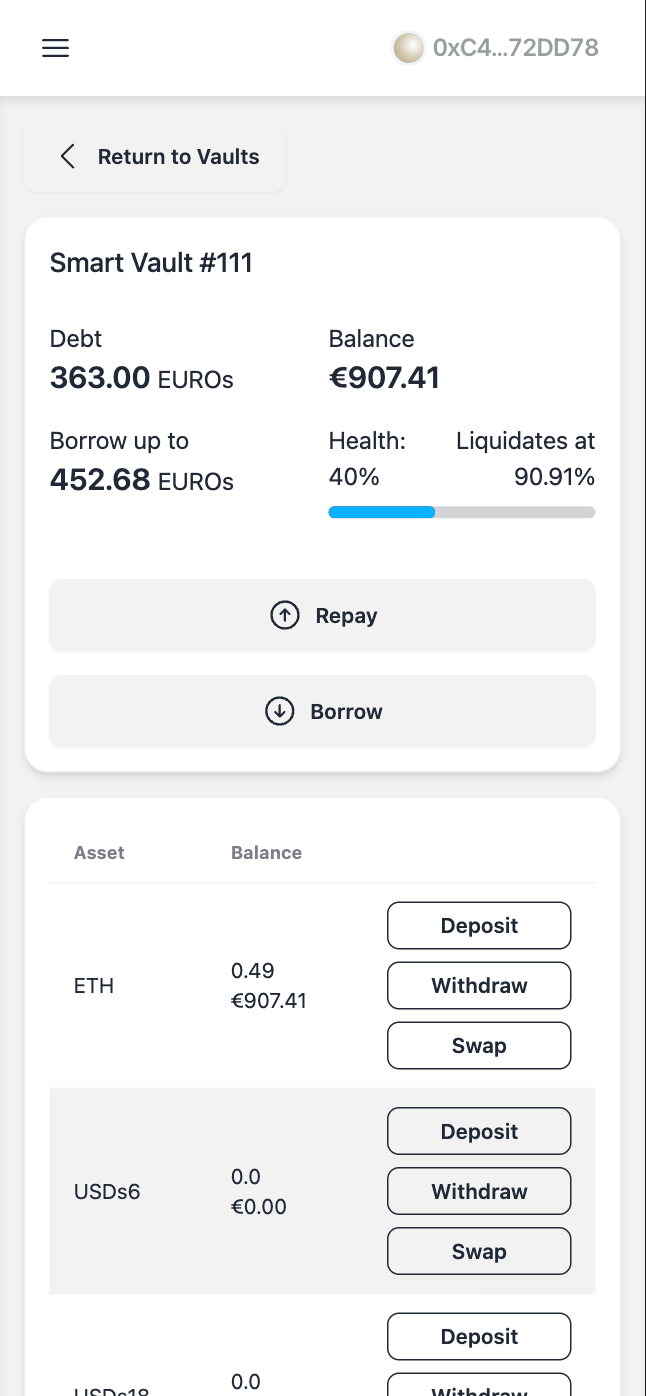 0xC4...72DD78
Return to Vaults
Smart Vault #111
Debt
363.00 EUROs
Balance
€907.41
Borrow up to
452.68 EUROs
Health:
40%
Liquidates at
90.91%
Repay
Borrow
Asset Balance
ETH
0.49
€907.41
Deposit
Withdraw
Swap
USDs6
0.0
€0.00
Deposit
Withdraw
Swap
USDs18
0.0
Deposit
Withdraw